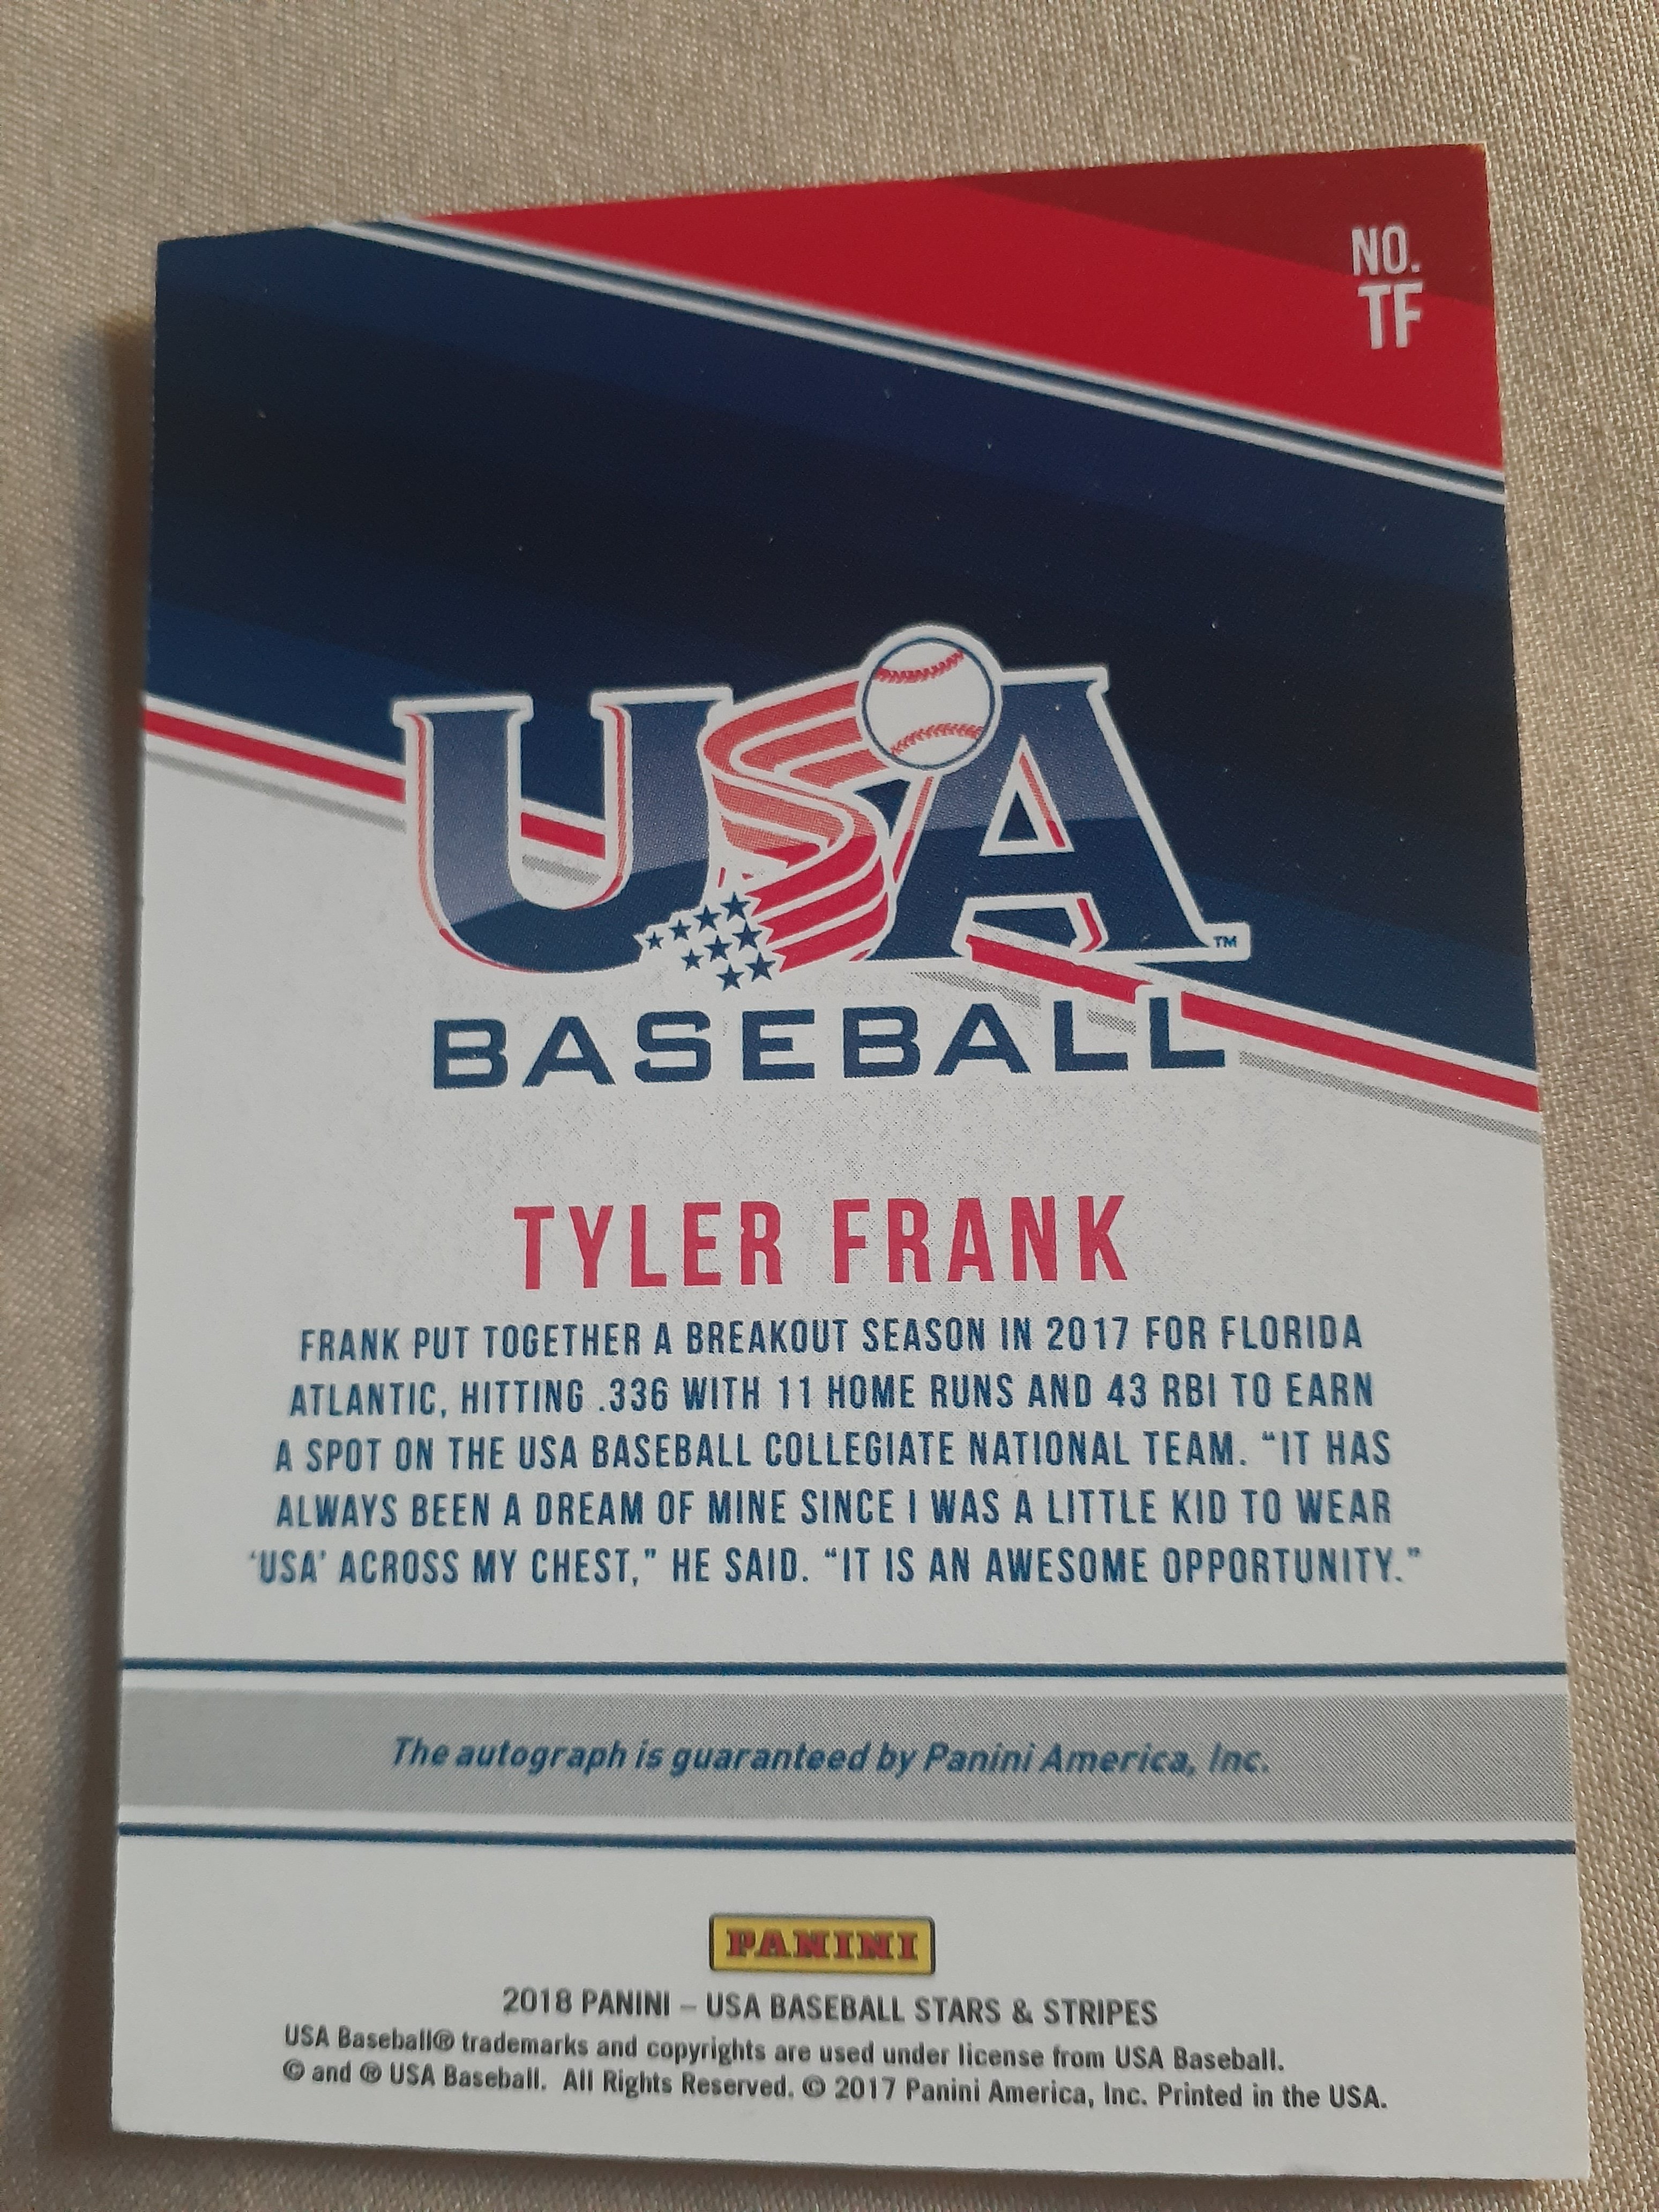 NO.
TF
USA
TM
BASEBALL
TYLER FRANK
FRANK PUT TOGETHER A BREAKOUT SEASON IN 2017 FOR FLORIDA
ATLANTIC, HITTING .336 WITH 11 HOME RUNS AND 43 RBI TO EARN
A SPOT ON THE USA BASEBALL COLLEGIATE NATIONAL TEAM. “IT HAS
ALWAYS BEEN A DREAM OF MINE SINCE I WAS A LITTLE KID TO WEAR
‘USA’ ACROSS MY CHEST,” HE SAID. “IT IS AN AWESOME OPPORTUNITY.”
The autograph is guaranteed by Panini America, Inc.
PANINI
2018 PANINI – USA BASEBALL STARS & STRIPES
USA Baseball® trademarks and copyrights are used under license from USA Baseball.
© and ® USA Baseball. All Rights Reserved. © 2017 Panini America, Inc. Printed in the USA.